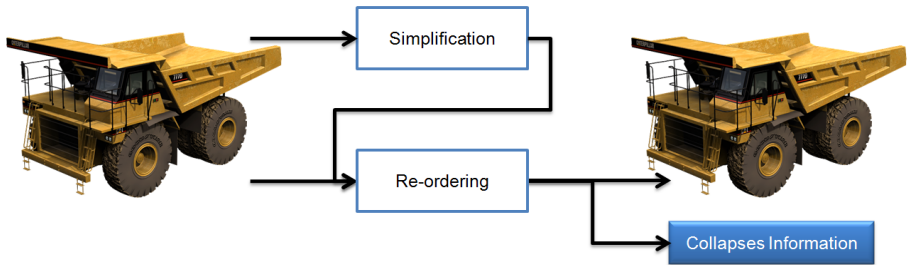 Simplification
Re-ordering
Collapses Information